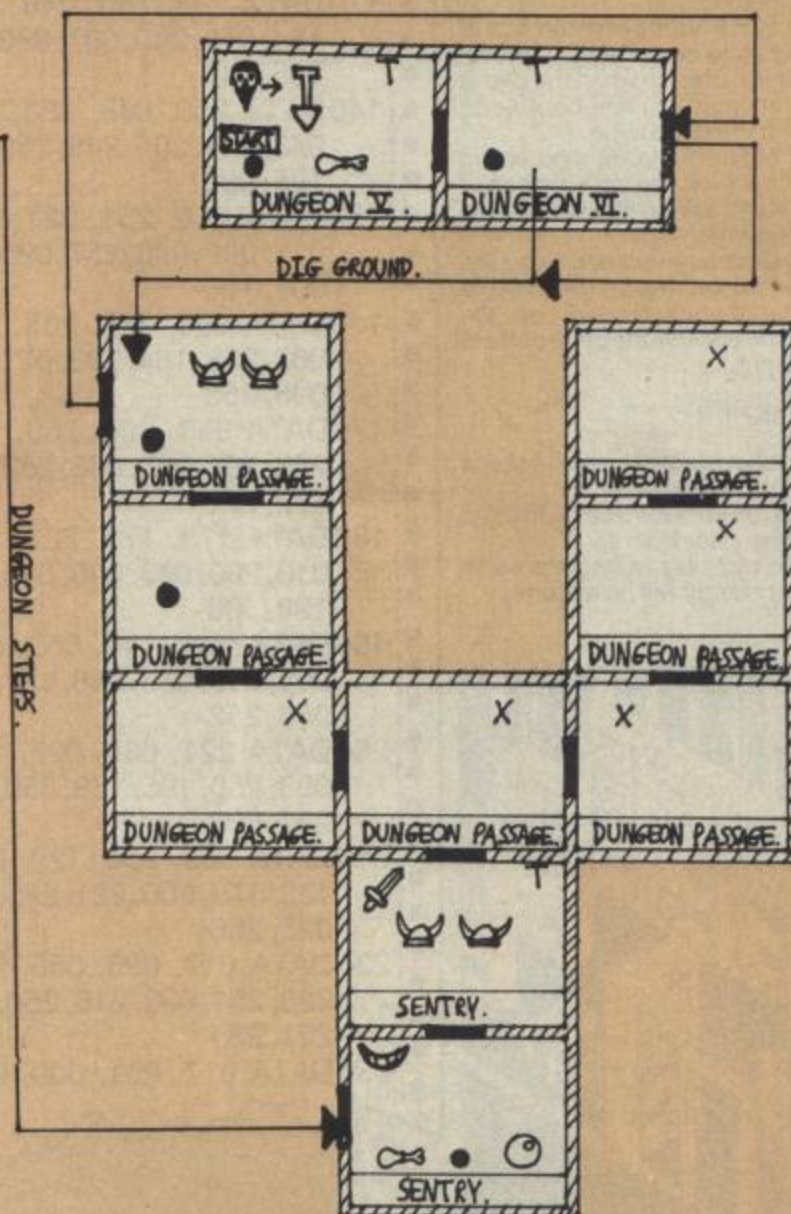 START
DUNGEON V.
DUNGEON VI.
DIG GROUND.
DUNGEON PASSAGE.
DUNGEON PASSAGE.
DUNGEON STEPS.
DUNGEON PASSAGE
DUNGEON PASSAGE
X
X
X
X
X
DUNGEON PASSAGE.
DUNGEON PASSAGE.
DUNGEON PASSAGE.
SENTRY.
SENTRY.